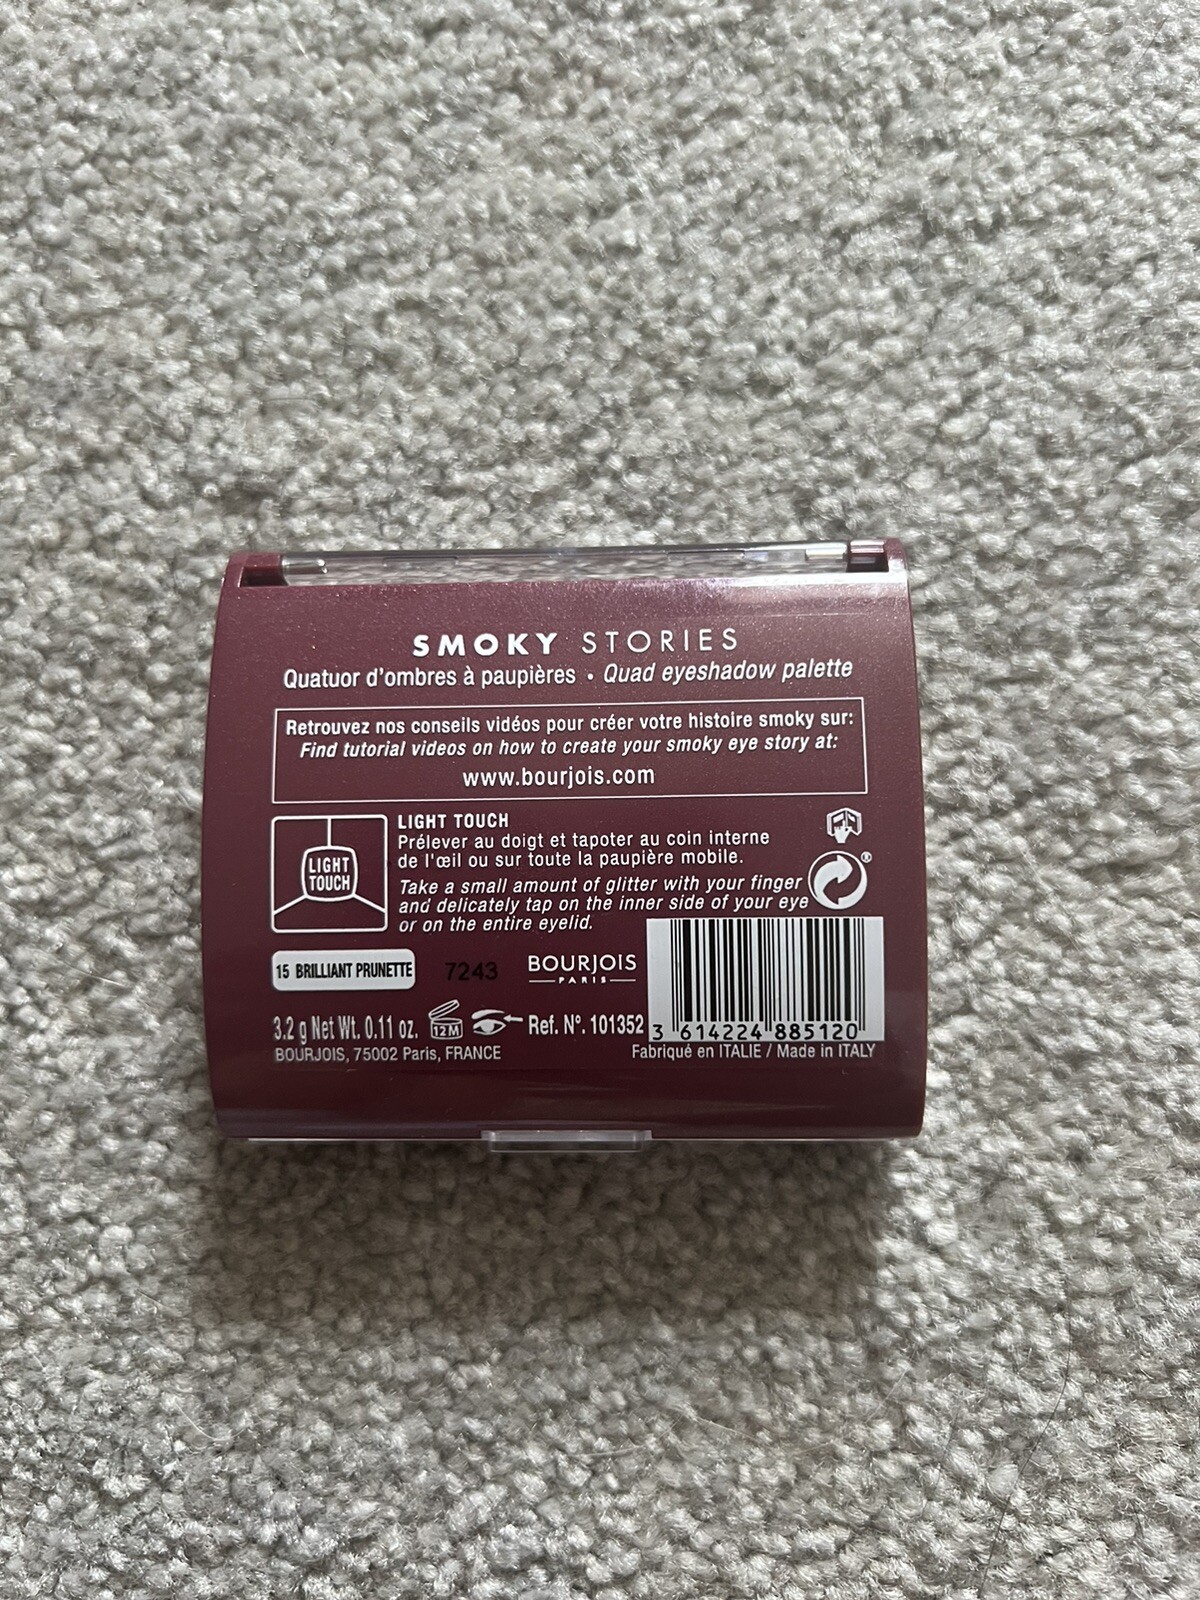 SMOKY STORIES
Quatuor d'ombres à paupières • Quad eyeshadow palette
Retrouvez nos conseils vidéos pour créer votre histoire smoky sur:
Find tutorial videos on how to create your smoky eye story at:
www.bourjois.com
LIGHT TOUCH
LIGHT TOUCH
Prélever au doigt et tapoter au coin interne
de l'œil ou sur toute la paupière mobile.
Take a small amount of glitter with your finger
and delicately tap on the inner side of your eye
or on the entire eyelid.
®
15 BRILLIANT PRUNETTE
7243
BOURJOIS
PARIS
3.2 g Net Wt. 0.11 oz.
12M
Ref. N°. 101352
3 614224 885120
BOURJOIS, 75002 Paris, FRANCE
Fabriqué en ITALIE / Made in ITALY